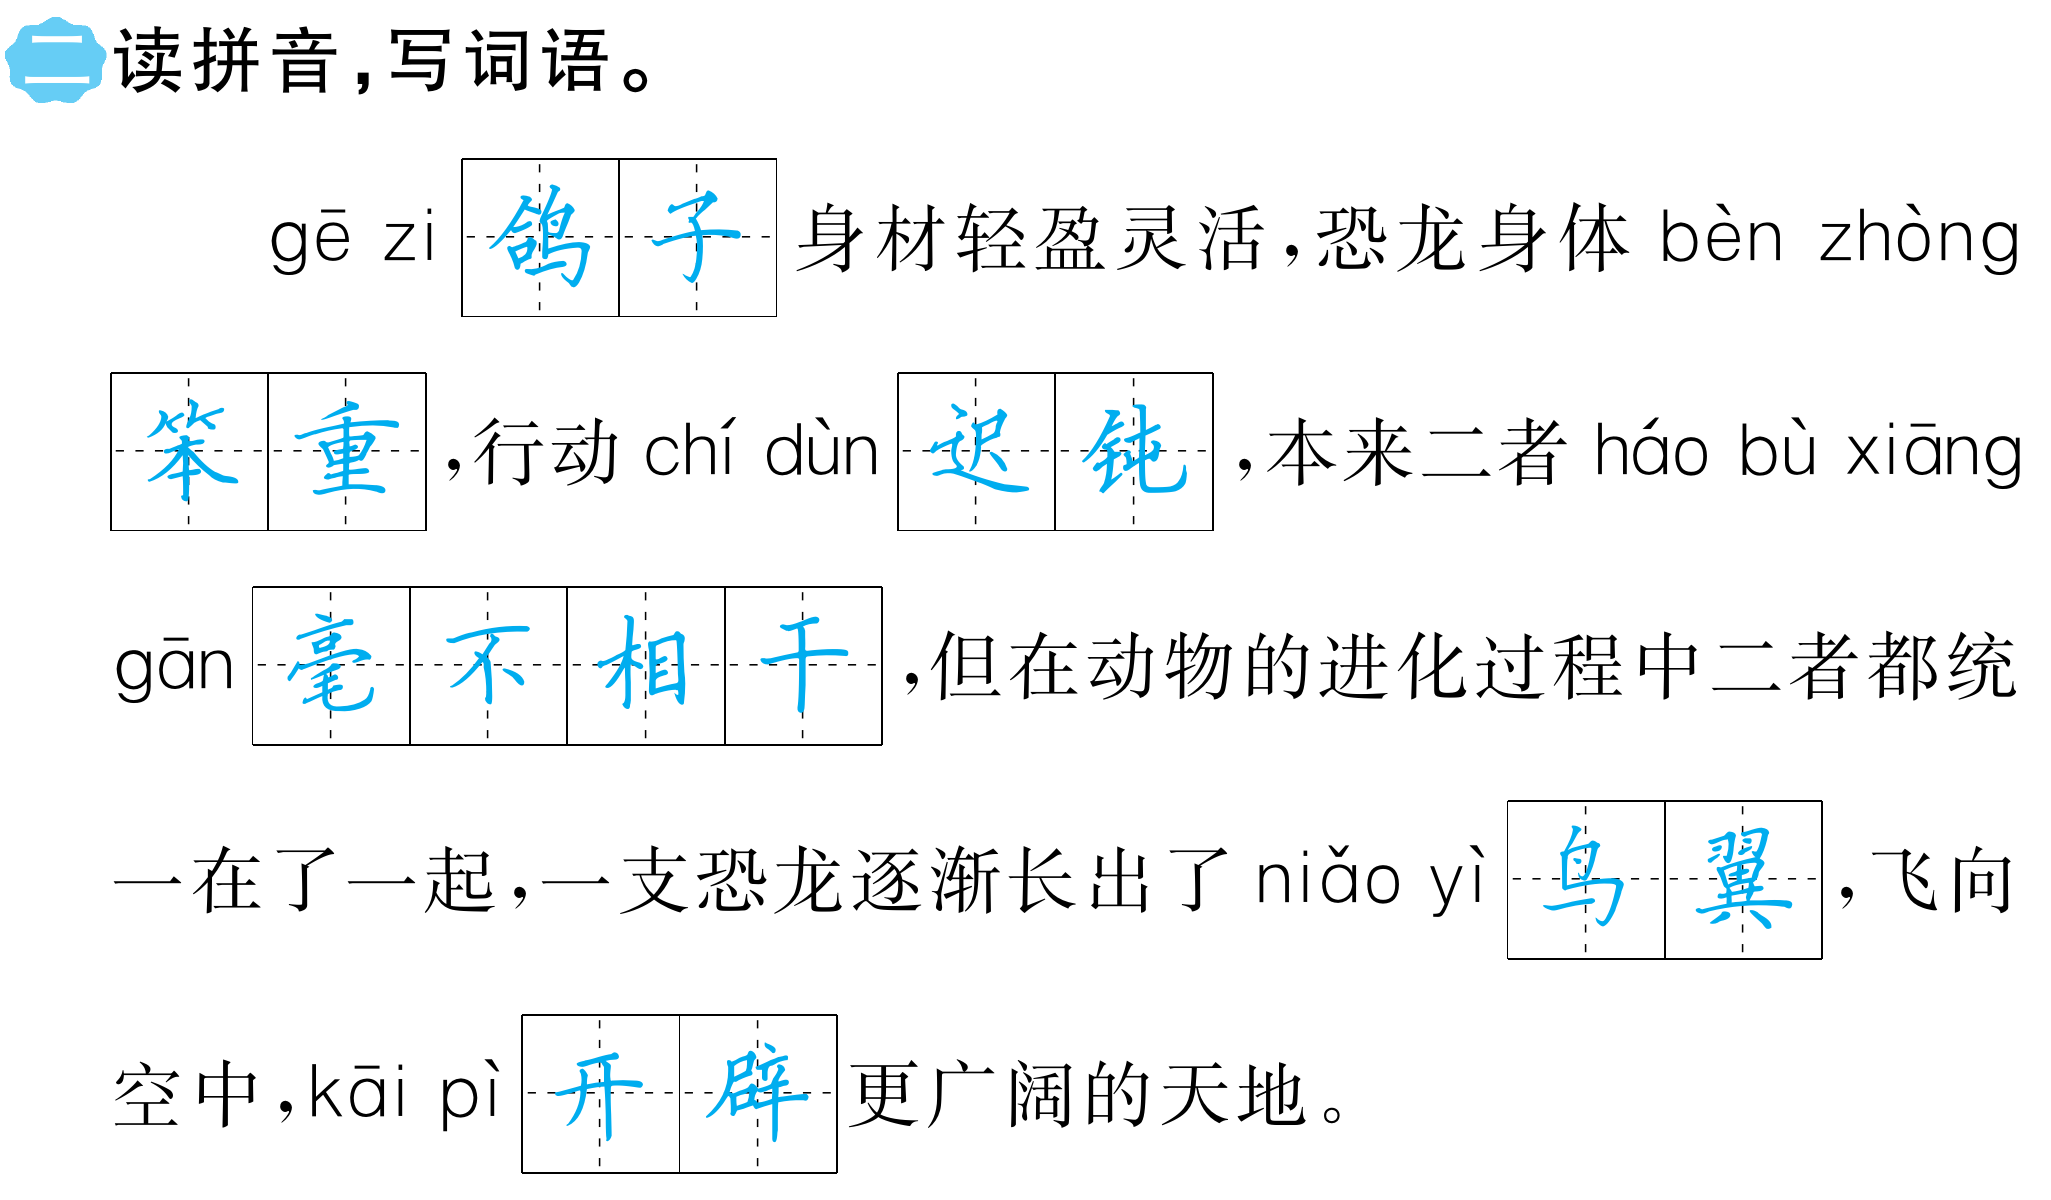 二 读拼音,写词语。
gē zi 鸽子 身材轻盈灵活,恐龙身体 bèn zhòng
笨重 ,行动 chí dùn 迟钝 ,本来二者 háo bù xiāng
gān 毫不相干 ,但在动物的进化过程中二者都统
一在了一起,一支恐龙逐渐长出了 niǎo yì 鸟翼 ,飞向
空中,kāi pì 开辟 更广阔的天地。